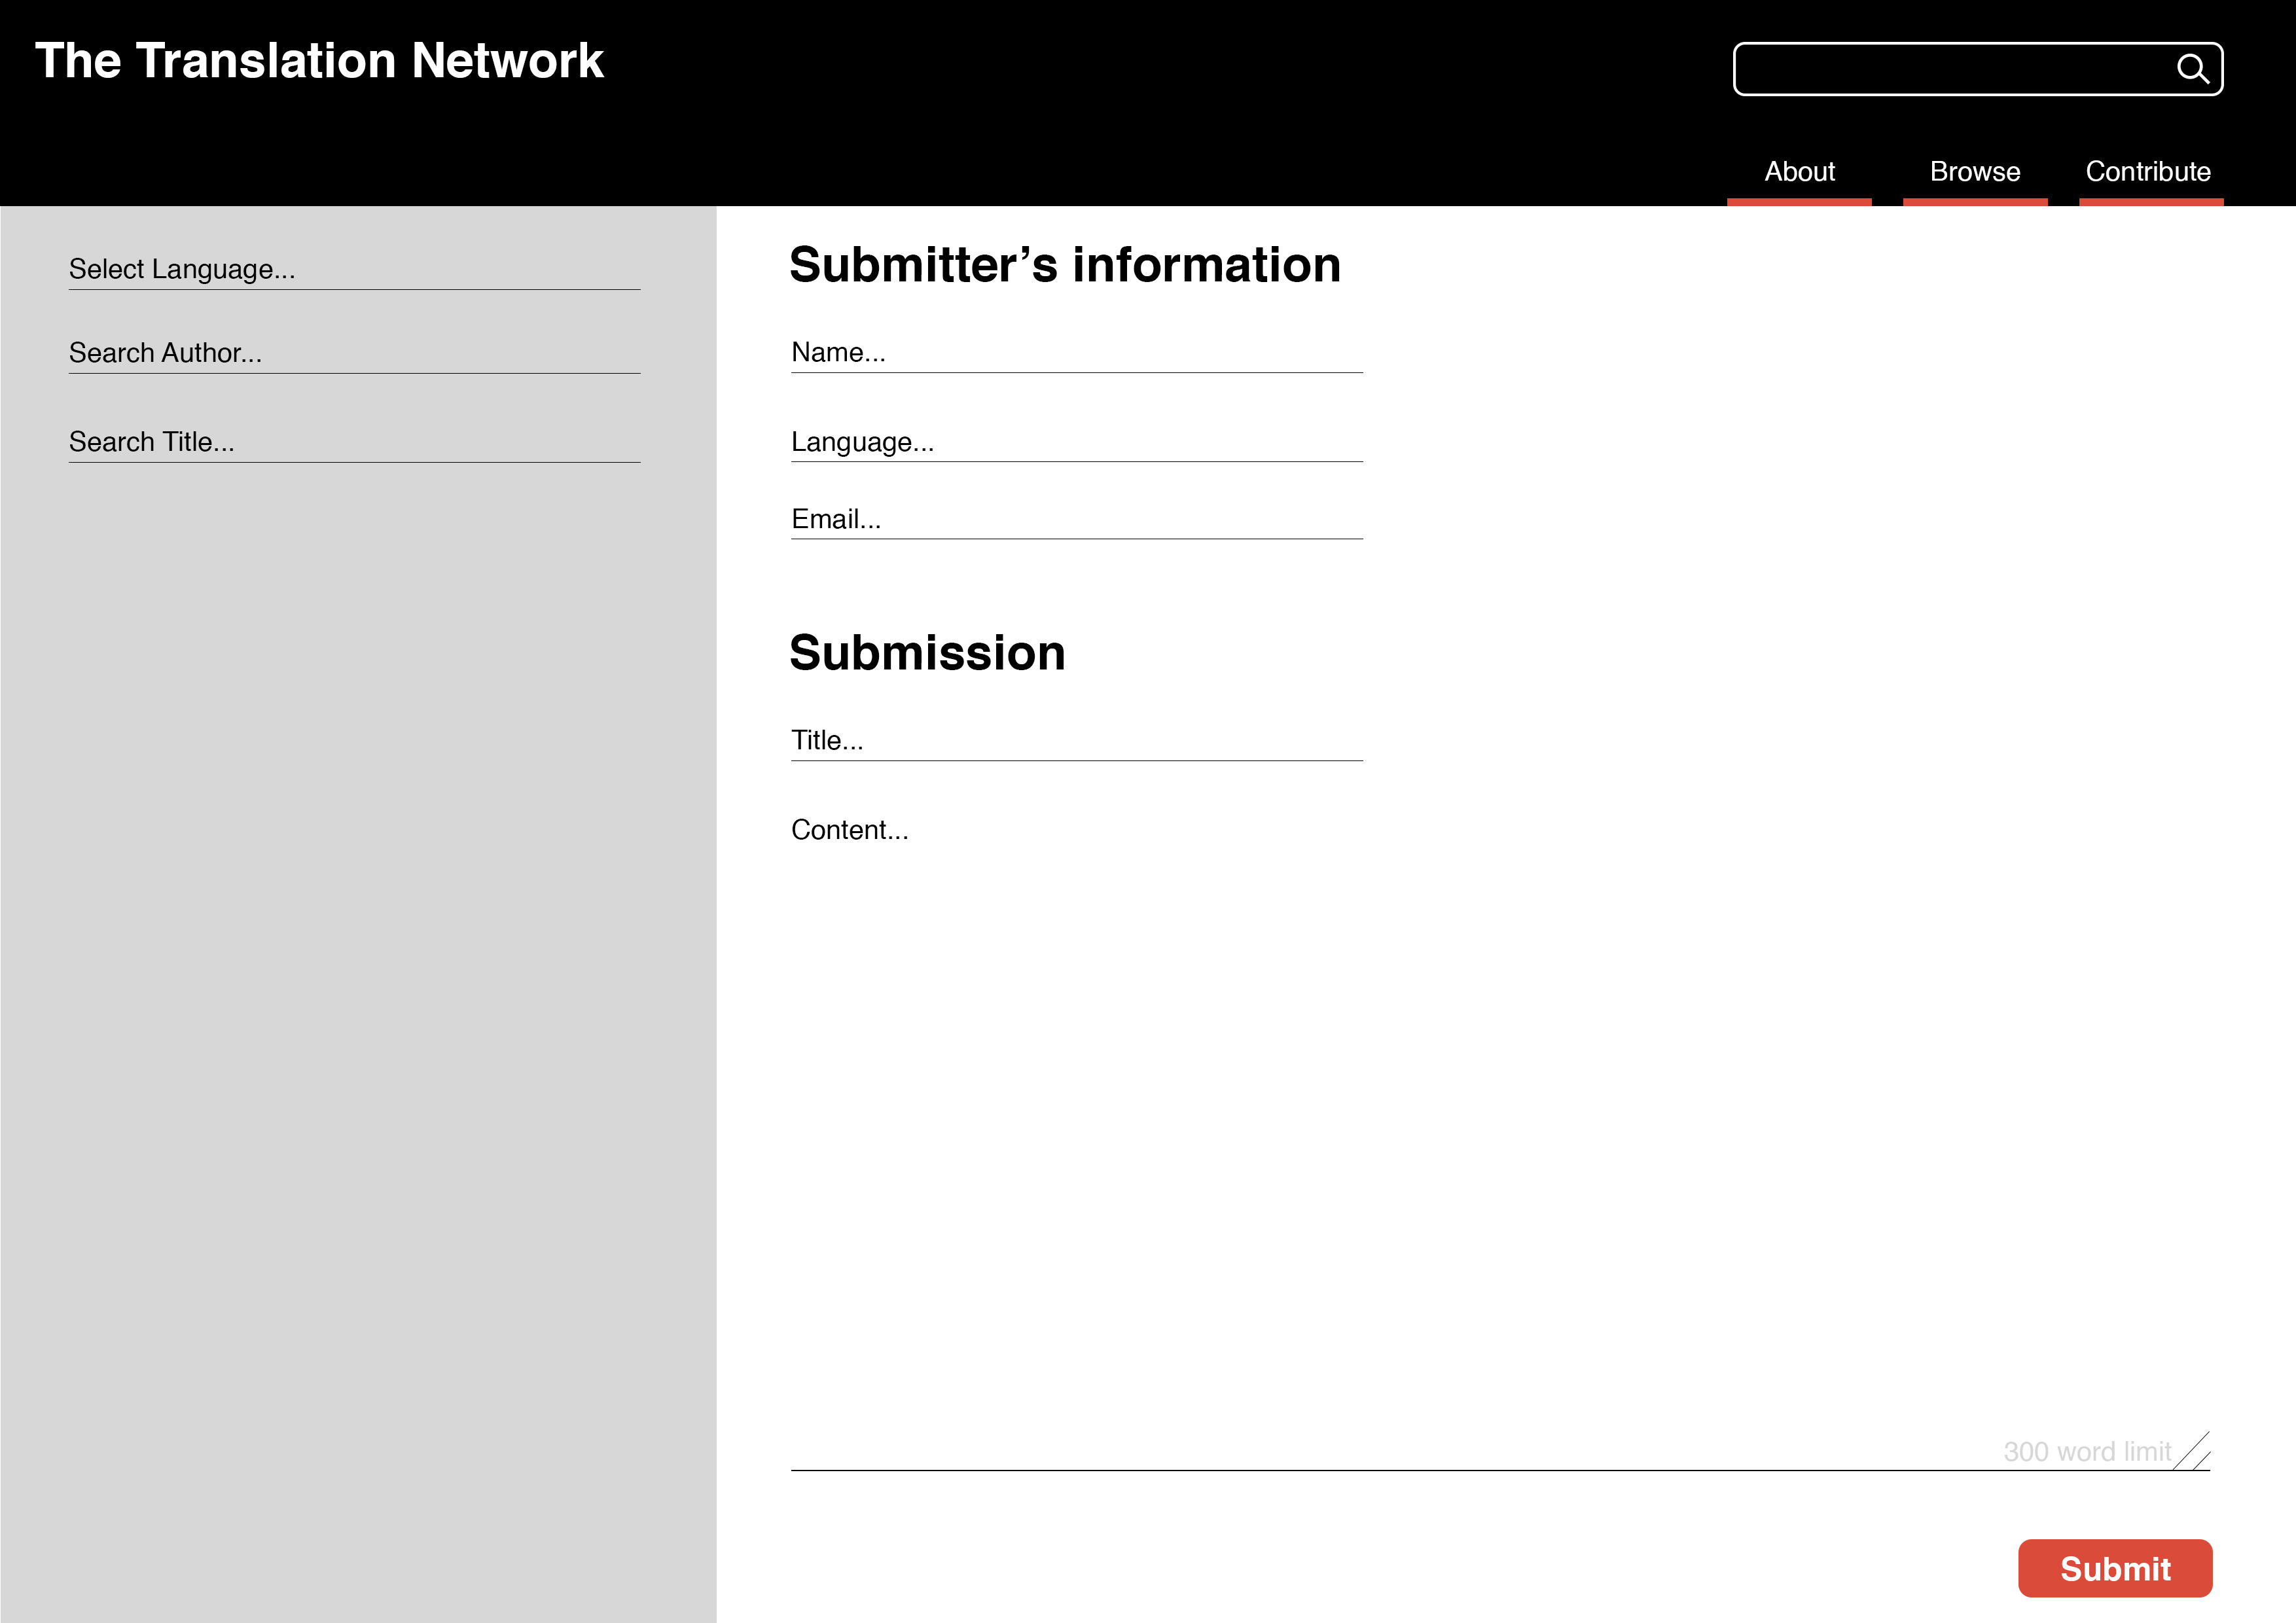 The Translation Network
About
Browse
Contribute
Select Language...
Search Author...
Search Title...
Submitter’s information
Name...
Language...
Email...
Submission
Title...
Content...
300 word limit
Submit